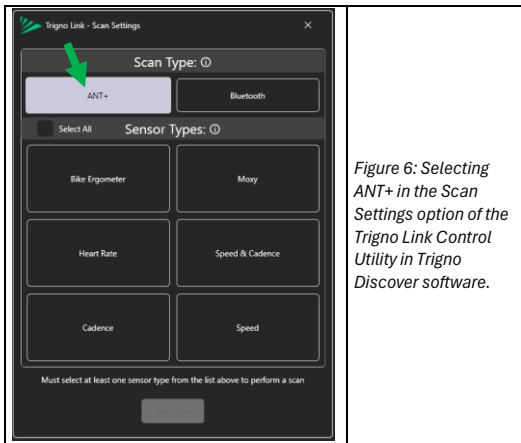 Trigno Link - Scan Settings
Scan Type:
ANT+
Bluetooth
Select All
Sensor Types:
Bike Ergometer
Moxy
Heart Rate
Speed & Cadence
Cadence
Speed
Must select at least one sensor type from the list above to perform a scan
Figure 6: Selecting
ANT+ in the Scan
Settings option of the
Trigno Link Control
Utility in Trigno
Discover software.